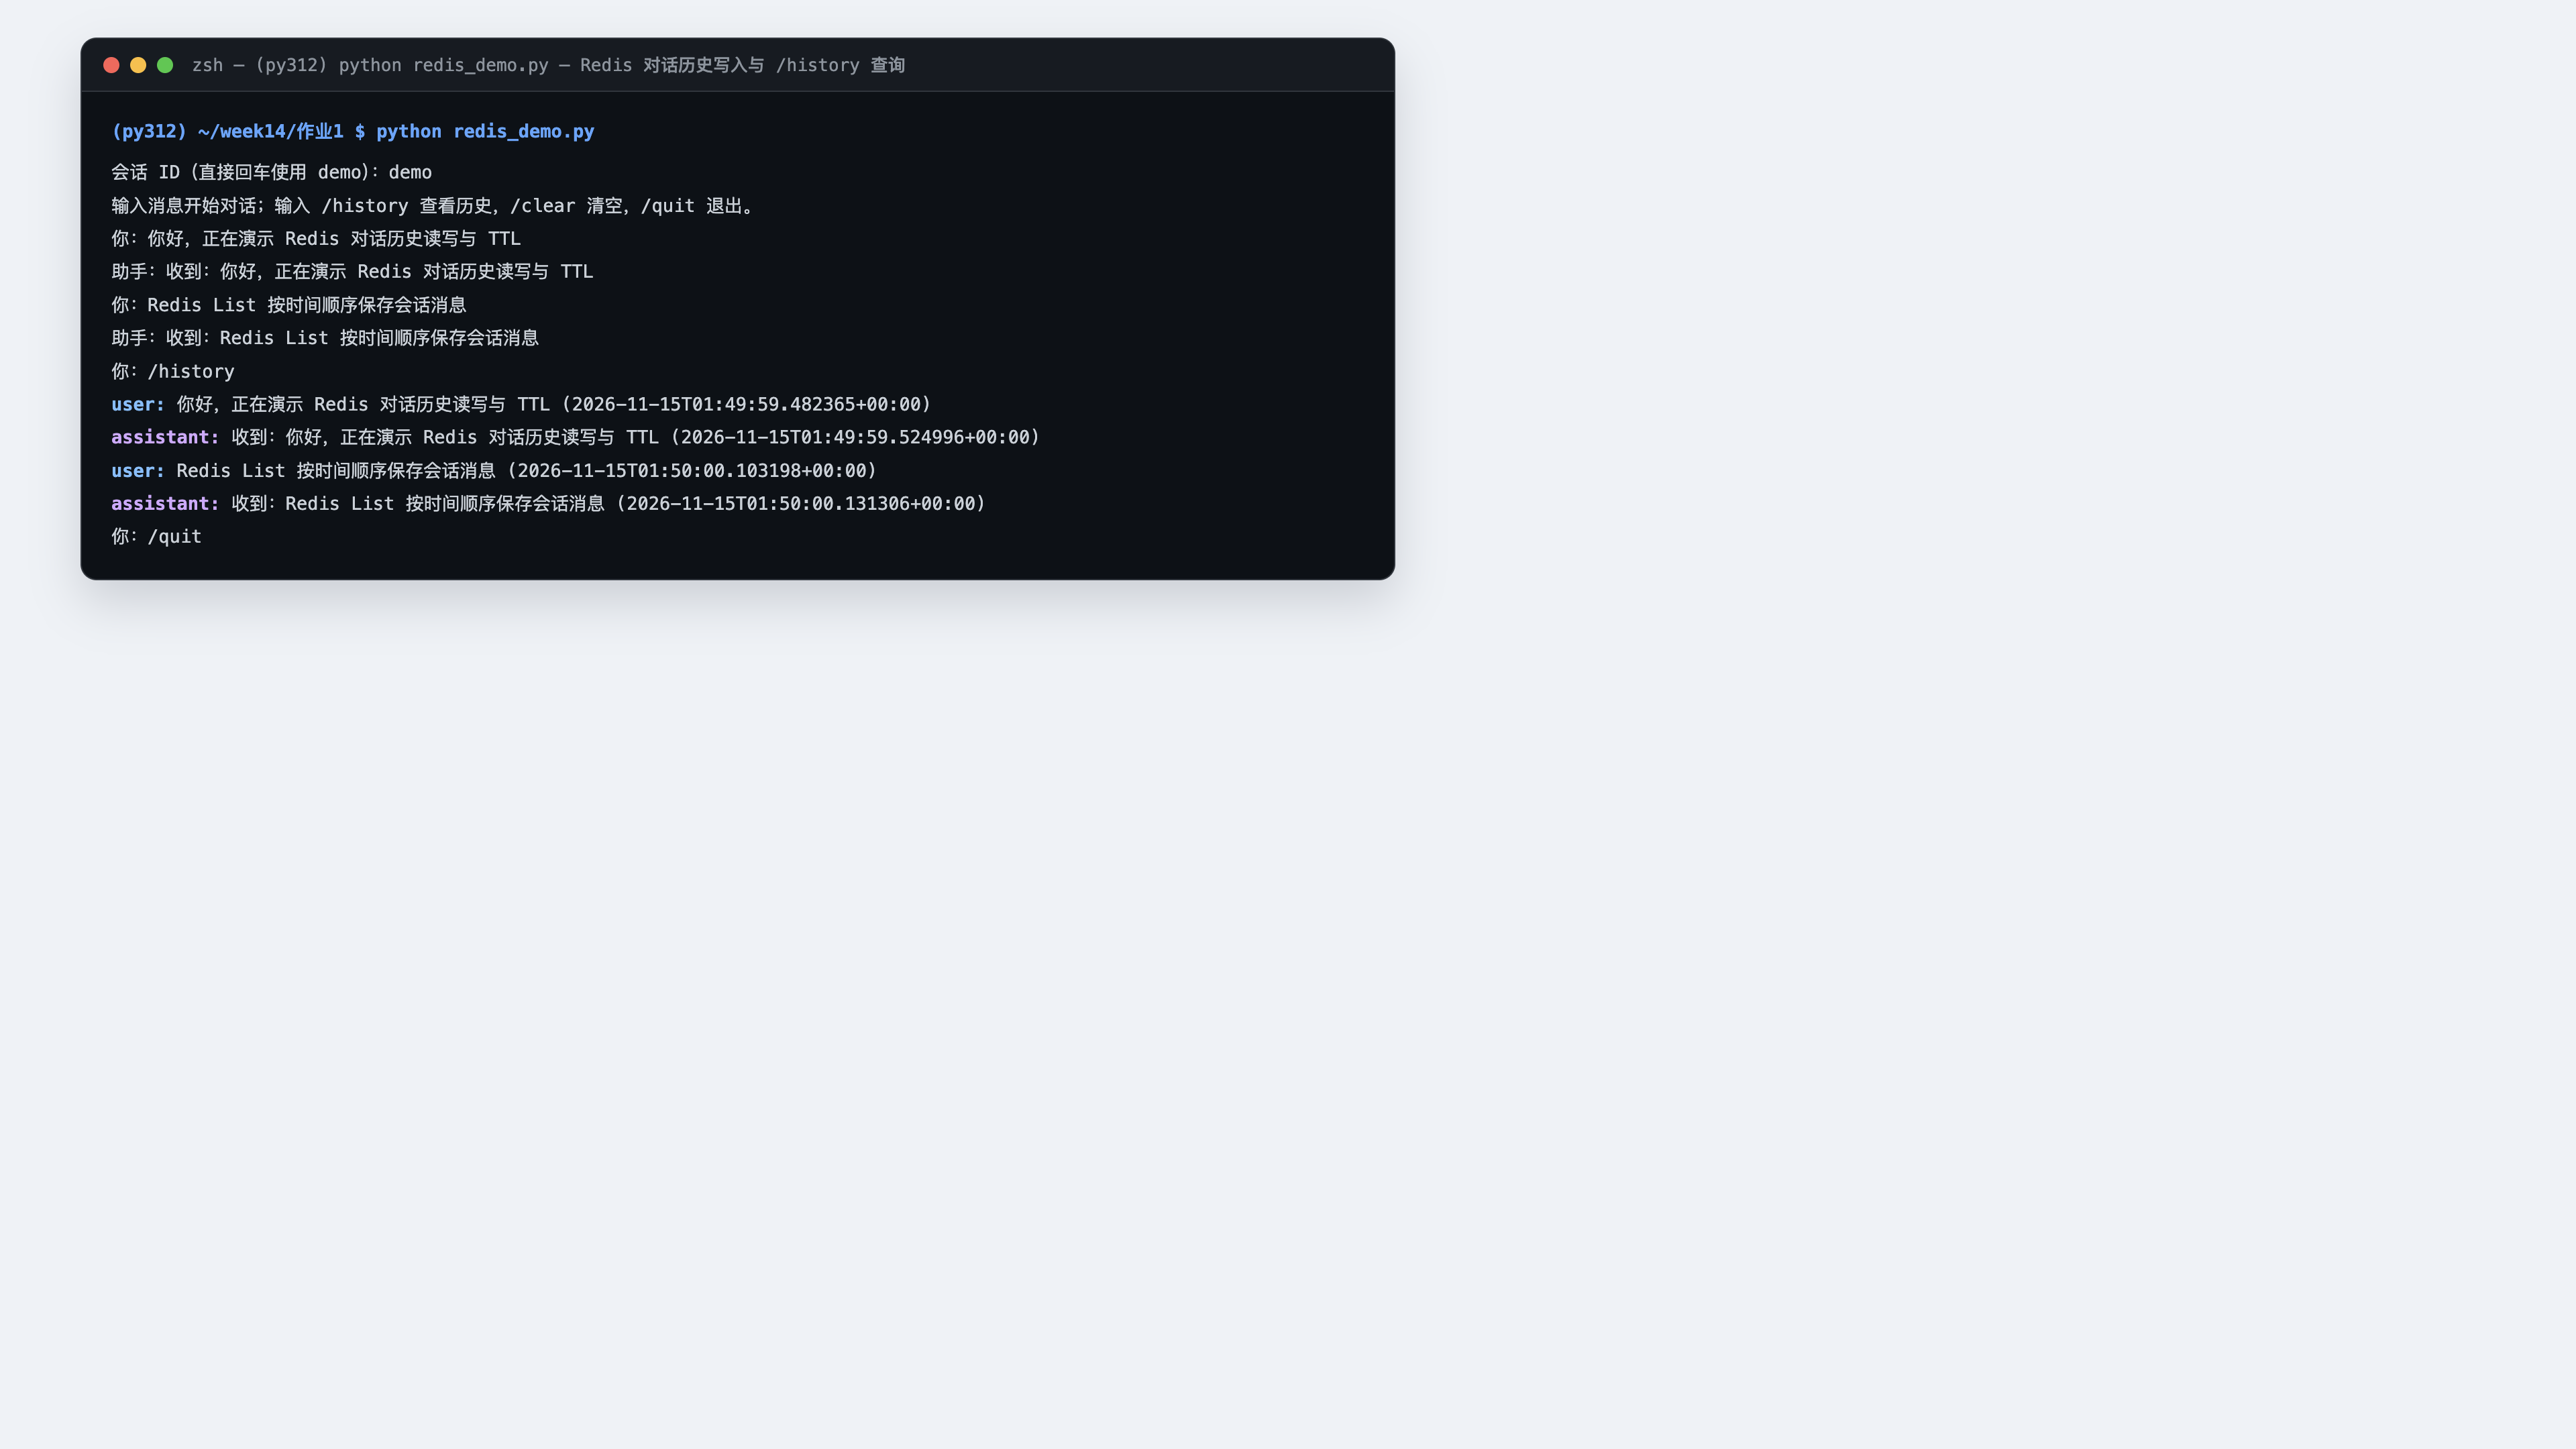 zsh — (py312) python redis_demo.py — Redis 对话历史写入与 /history 查询
(py312) ~/week14/作业1 $ python redis_demo.py
会话 ID（直接回车使用 demo）：demo
输入消息开始对话；输入 /history 查看历史，/clear 清空，/quit 退出。
你：你好，正在演示 Redis 对话历史读写与 TTL
助手：收到：你好，正在演示 Redis 对话历史读写与 TTL
你：Redis List 按时间顺序保存会话消息
助手：收到：Redis List 按时间顺序保存会话消息
你：/history
user: 你好，正在演示 Redis 对话历史读写与 TTL (2026-11-15T01:49:59.482365+00:00)
assistant: 收到：你好，正在演示 Redis 对话历史读写与 TTL (2026-11-15T01:49:59.524996+00:00)
user: Redis List 按时间顺序保存会话消息 (2026-11-15T01:50:00.103198+00:00)
assistant: 收到：Redis List 按时间顺序保存会话消息 (2026-11-15T01:50:00.131306+00:00)
你：/quit